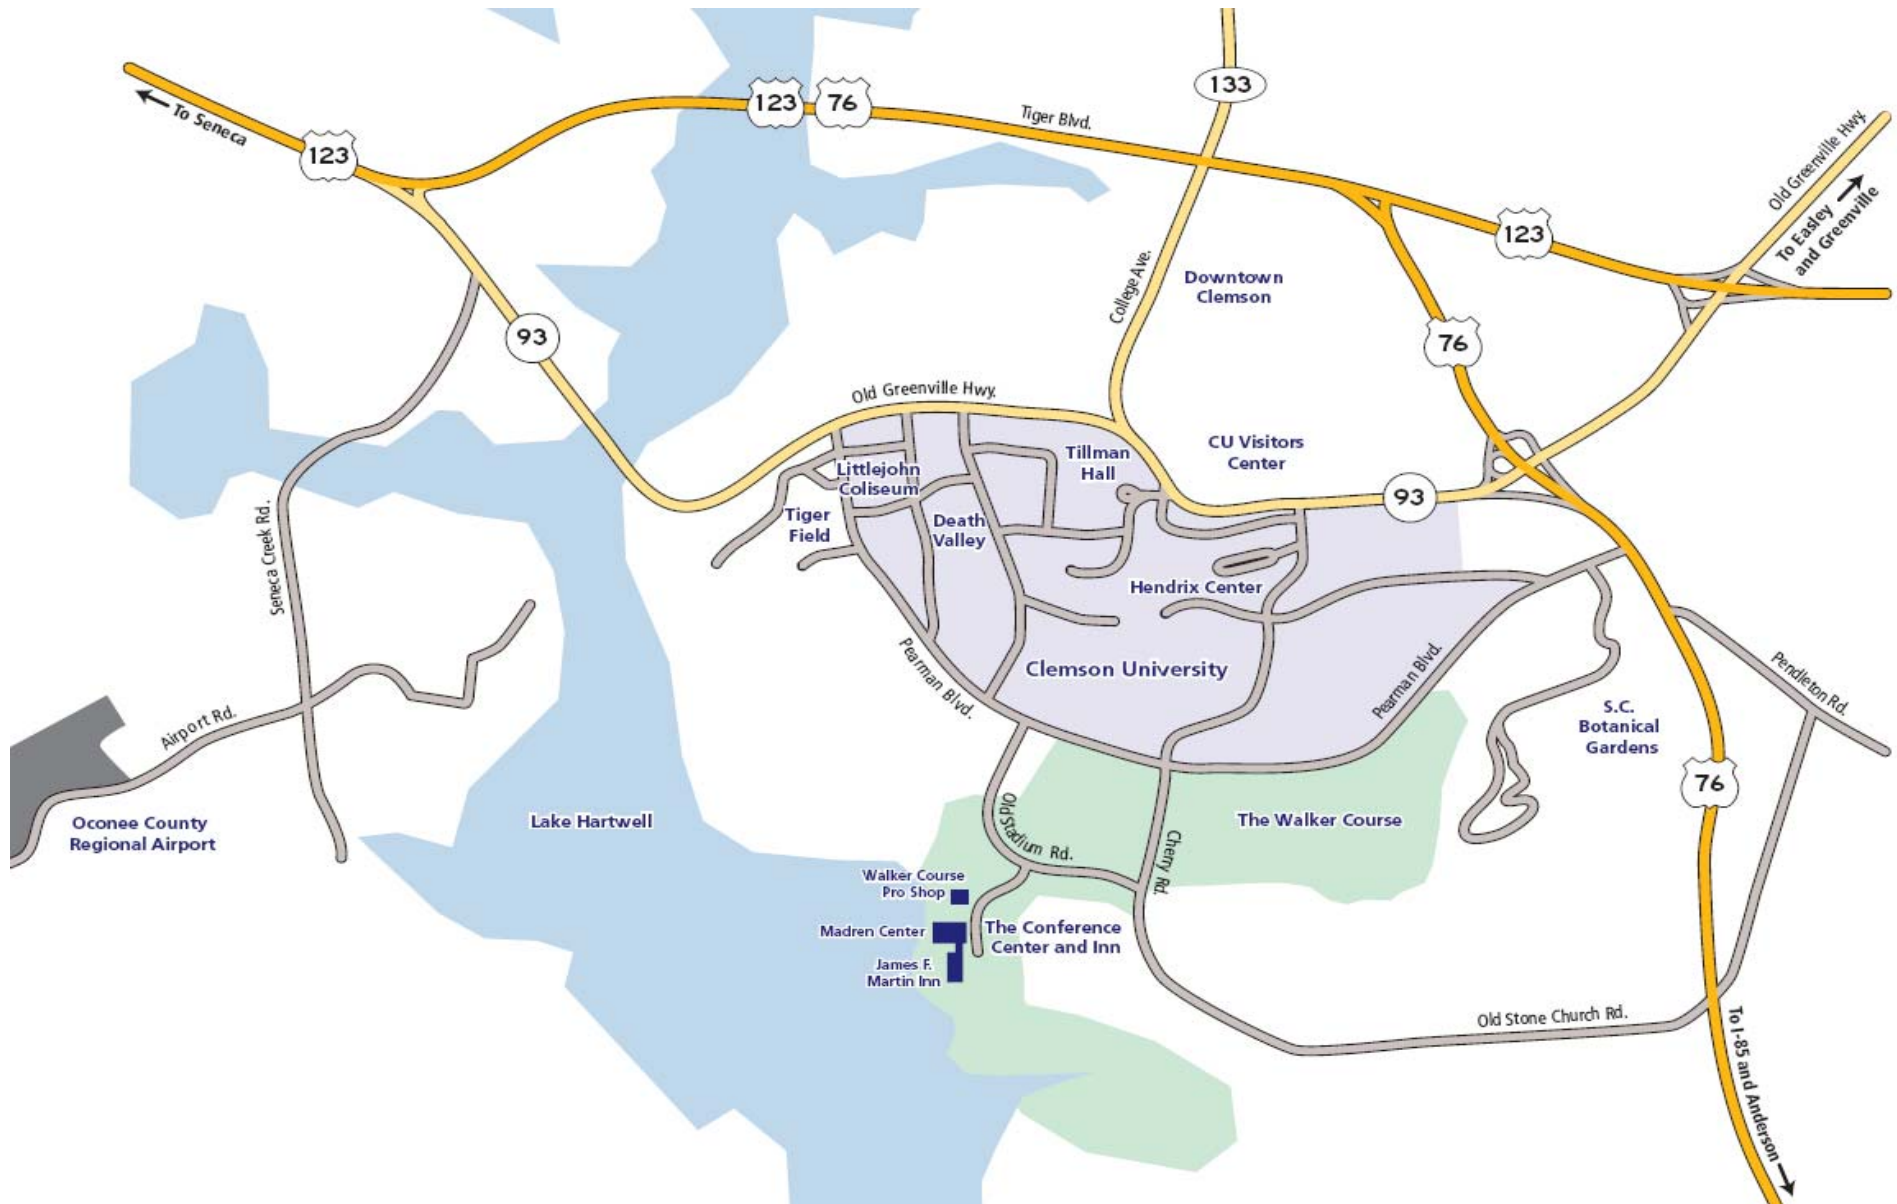 133
123
76
Tiger Blvd.
To Seneca
123
Old Greenville Hwy.
To Easley
and Greenville
123
College Ave.
Downtown
Clemson
93
76
Old Greenville Hwy.
CU Visitors
Center
Tillman
Hall
Littlejohn
Coliseum
93
Tiger
Field
Death
Valley
Seneca Creek Rd.
Hendrix Center
Pearman Blvd.
Clemson University
Pearman Blvd.
Pendleton Rd.
S.C.
Botanical
Gardens
Airport Rd.
76
Oconee County
Regional Airport
Lake Hartwell
Old Stadium Rd.
The Walker Course
Cherry Rd.
Walker Course
Pro Shop
Madren Center
The Conference
Center and Inn
James F.
Martin Inn
Old Stone Church Rd.
To I-85 and Anderson